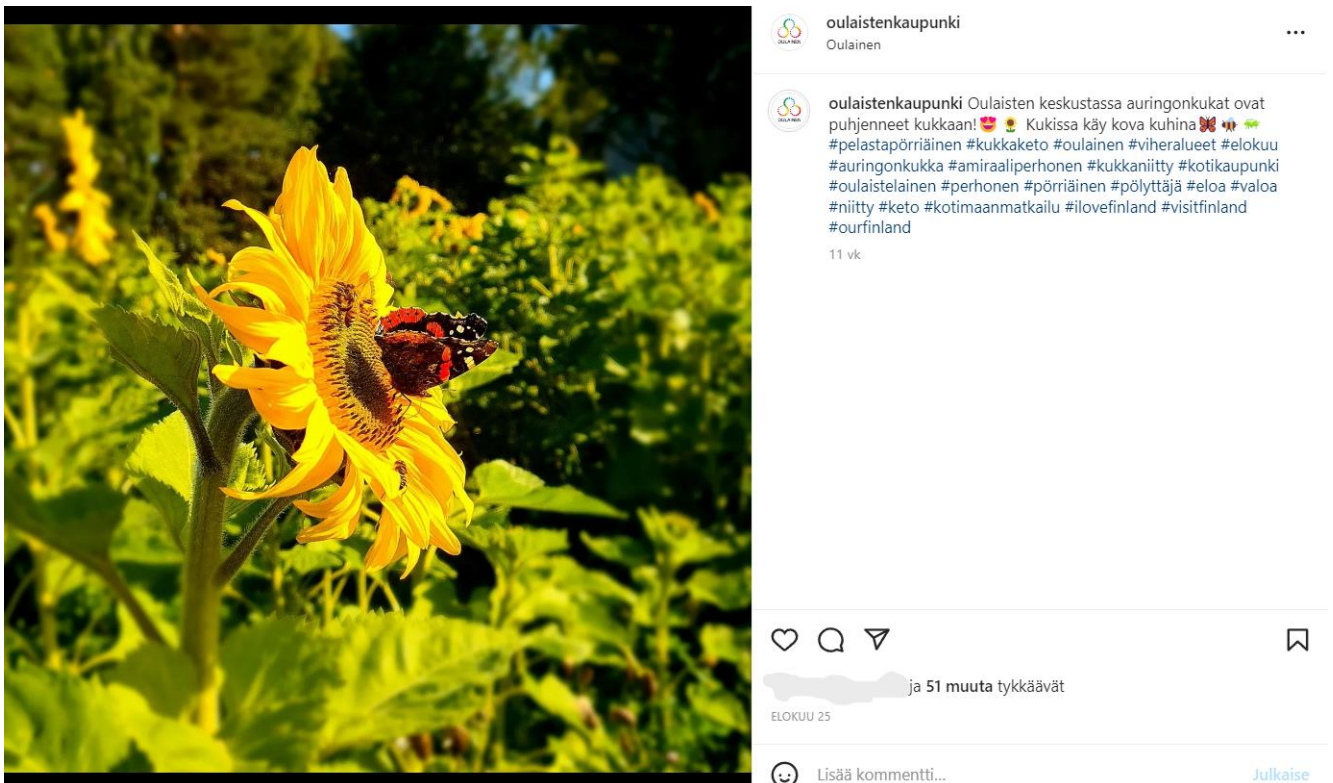 oulaistenkaupunki
Oulainen
oulaistenkaupunki Oulaisten keskustassa auringonkukat ovat
puhjenneet kukkaan!😍 🌻 Kukissa käy kova kuhina🦋 🐝 🐜
#pelastapörriäinen #kukkaketo #oulainen #viheralueet #elokuu
#auringonkukka #amiraaliperhonen #kukkaniitty #kotikaupunki
#oulaistelainen #perhonen #pörriäinen #pölyttäjä #eloa #valoa
#niitty #keto #kotimaanmatkailu #ilovefinland #visitfinland
#ourfinland
11 vk
ja 51 muuta tykkäävät
ELOKUU 25
Lisää kommentti...
Julkaise